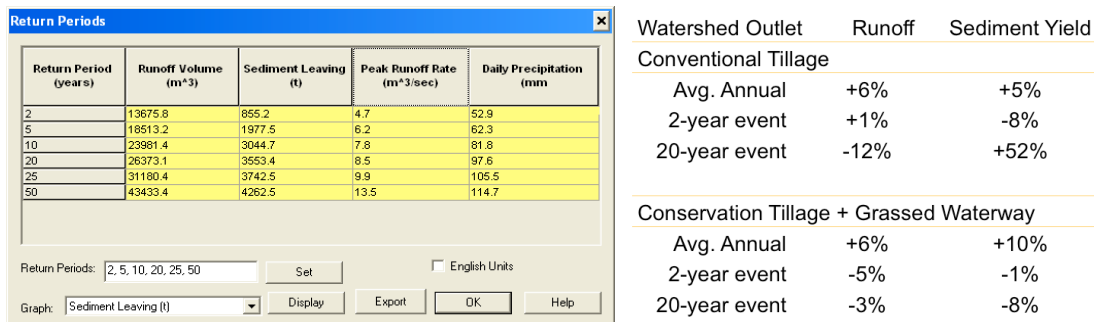 Return Periods
Return Period (years) Runoff Volume (m^3) Sediment Leaving (t) Peak Runoff Rate (m^3/sec) Daily Precipitation (mm
2 13675.8 855.2 4.7 52.9
5 18513.2 1977.5 6.2 62.3
10 23981.4 3044.7 7.8 81.8
20 26373.1 3553.4 8.5 97.6
25 31180.4 3742.5 9.9 105.5
50 43433.4 4262.5 13.5 114.7
Return Periods: 2, 5, 10, 20, 25, 50 Set English Units
Graph: Sediment Leaving (t) Display Export OK Help
Watershed Outlet Runoff Sediment Yield
Conventional Tillage
Avg. Annual +6% +5%
2-year event +1% -8%
20-year event -12% +52%
Conservation Tillage + Grassed Waterway
Avg. Annual +6% +10%
2-year event -5% -1%
20-year event -3% -8%